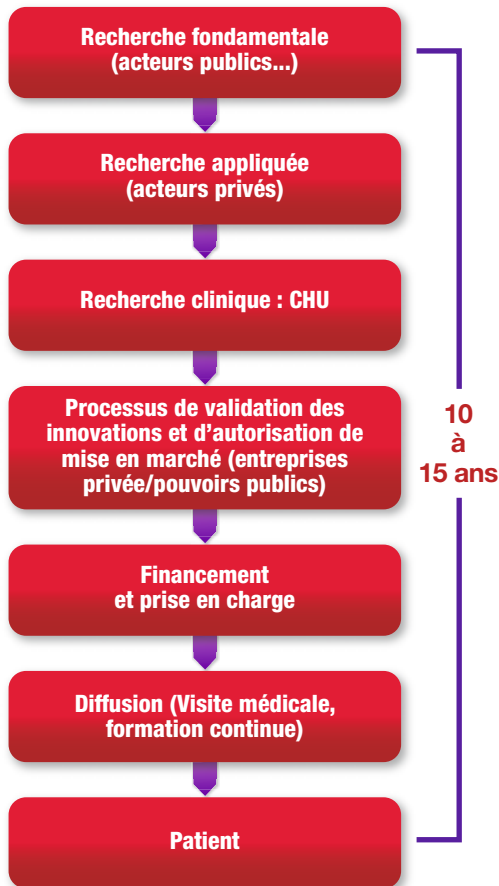 Recherche fondamentale
(acteurs publics...)
Recherche appliquée
(acteurs privés)
Recherche clinique : CHU
Processus de validation des
innovations et d'autorisation de
mise en marché (entreprises
privée/pouvoirs publics)
Financement
et prise en charge
Diffusion (Visite médicale,
formation continue)
Patient
10
à
15 ans